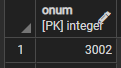 onum
[PK] integer
1 3002